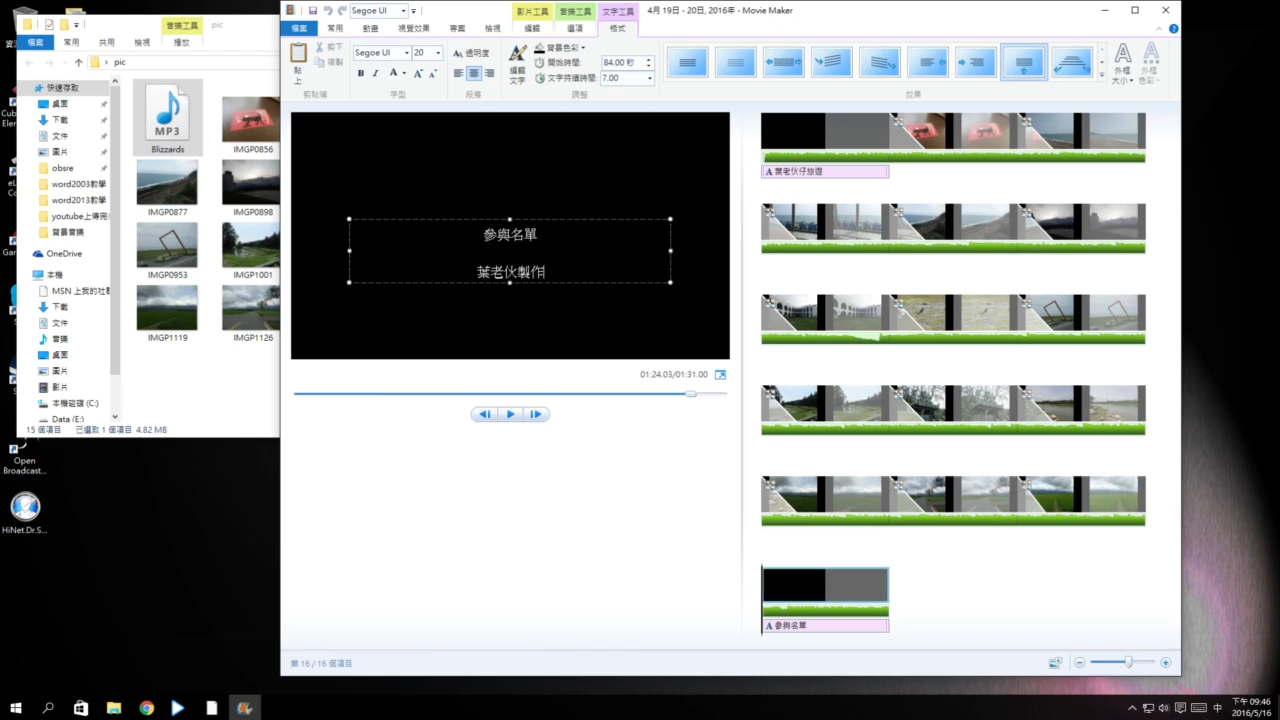 音樂工具
pic
檔案
常用
共用
檢視
播放
pic
快速存取
桌面
下載
文件
圖片
obsre
word2003教學
word2013教學
youtube上傳完
背景音樂
OneDrive
本機
MSN 上我的社群
下載
文件
音樂
桌面
圖片
影片
本機磁碟 (C:)
Data (E:)
MP3
Blizzards
IMGP0856
IMGP0877
IMGP0898
IMGP0953
IMGP1001
IMGP1119
IMGP1126
15 個項目 已選取 1 個項目 4.82 MB
Open
Broadcast...
HiNet.Dr.S...
Segoe UI
影片工具
音樂工具
文字工具
4月 19日 - 20日, 2016年 - Movie Maker
檔案
常用
動畫
視覺效果
專案
檢視
編輯
選項
格式
貼
上
剪下
複製
剪貼簿
Segoe UI
20
B I A A A
字型
透明度
段落
編輯
文字
背景色彩
開始時間: 84.00 秒
文字持續時間: 7.00
調整
效果
外框
大小
外框
色彩
參與名單
葉老伙製作
01:24.03/01:31.00
A 葉老伙仔旅遊
A 參與名單
16 / 16 個項目
中
下午 09:46
2016/5/16